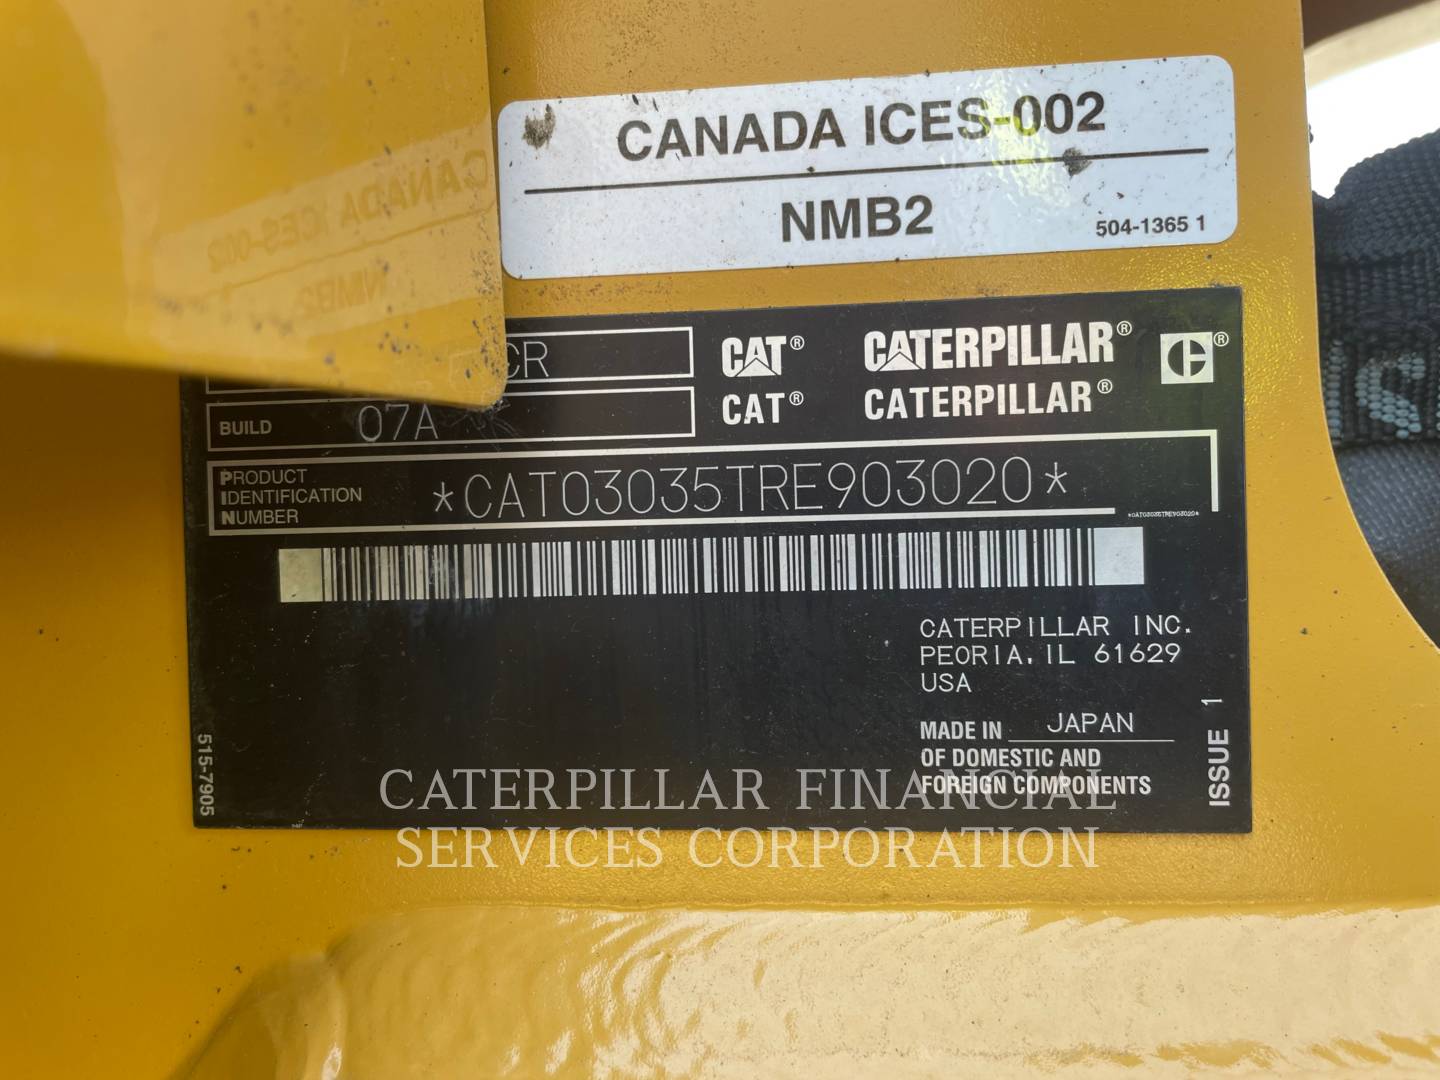 CANADA ICES-002
NMB2
504-1365 1
CR
CAT® CATERPILLAR®
CAT® CATERPILLAR®
BUILD 07A
PRODUCT
IDENTIFICATION
NUMBER
*CAT03035TRE903020*
*CAT03035TRE903020*
CATERPILLAR INC.
PEORIA, IL 61629
USA
MADE IN JAPAN
OF DOMESTIC AND
FOREIGN COMPONENTS
ISSUE 1
515-7905
CATERPILLAR FINANCIAL
SERVICES CORPORATION